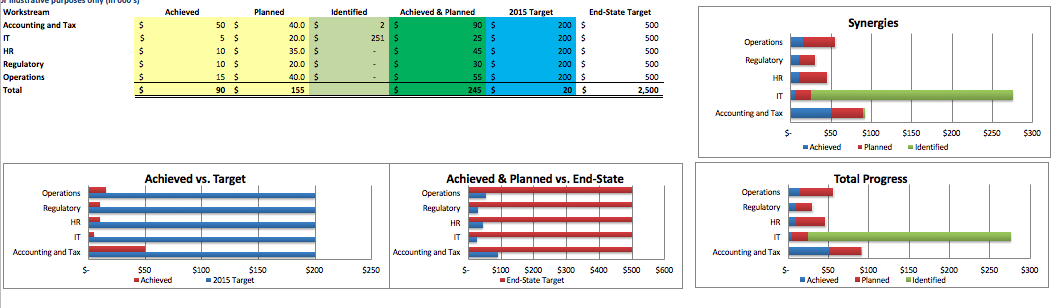 r illustrative purposes only (in 000's)
Workstream Achieved Planned Identified Achieved & Planned 2015 Target End-State Target
Accounting and Tax $ 50 $ 40.0 $ 2 $ 90 $ 200 $ 500
IT $ 5 $ 20.0 $ 251 $ 25 $ 200 $ 500
HR $ 10 $ 35.0 $ - $ 45 $ 200 $ 500
Regulatory $ 10 $ 20.0 $ - $ 30 $ 200 $ 500
Operations $ 15 $ 40.0 $ - $ 55 $ 200 $ 500
Total $ 90 $ 155 $ 245 $ 20 $ 2,500
Synergies
Operations
Regulatory
HR
IT
Accounting and Tax
$- $50 $100 $150 $200 $250 $300
Achieved Planned Identified
Achieved vs. Target
Operations
Regulatory
HR
IT
Accounting and Tax
$- $50 $100 $150 $200 $250
Achieved 2015 Target
Achieved & Planned vs. End-State
Operations
Regulatory
HR
IT
Accounting and Tax
$- $100 $200 $300 $400 $500 $600
End-State Target
Total Progress
Operations
Regulatory
HR
IT
Accounting and Tax
$- $50 $100 $150 $200 $250 $300
Achieved Planned Identified